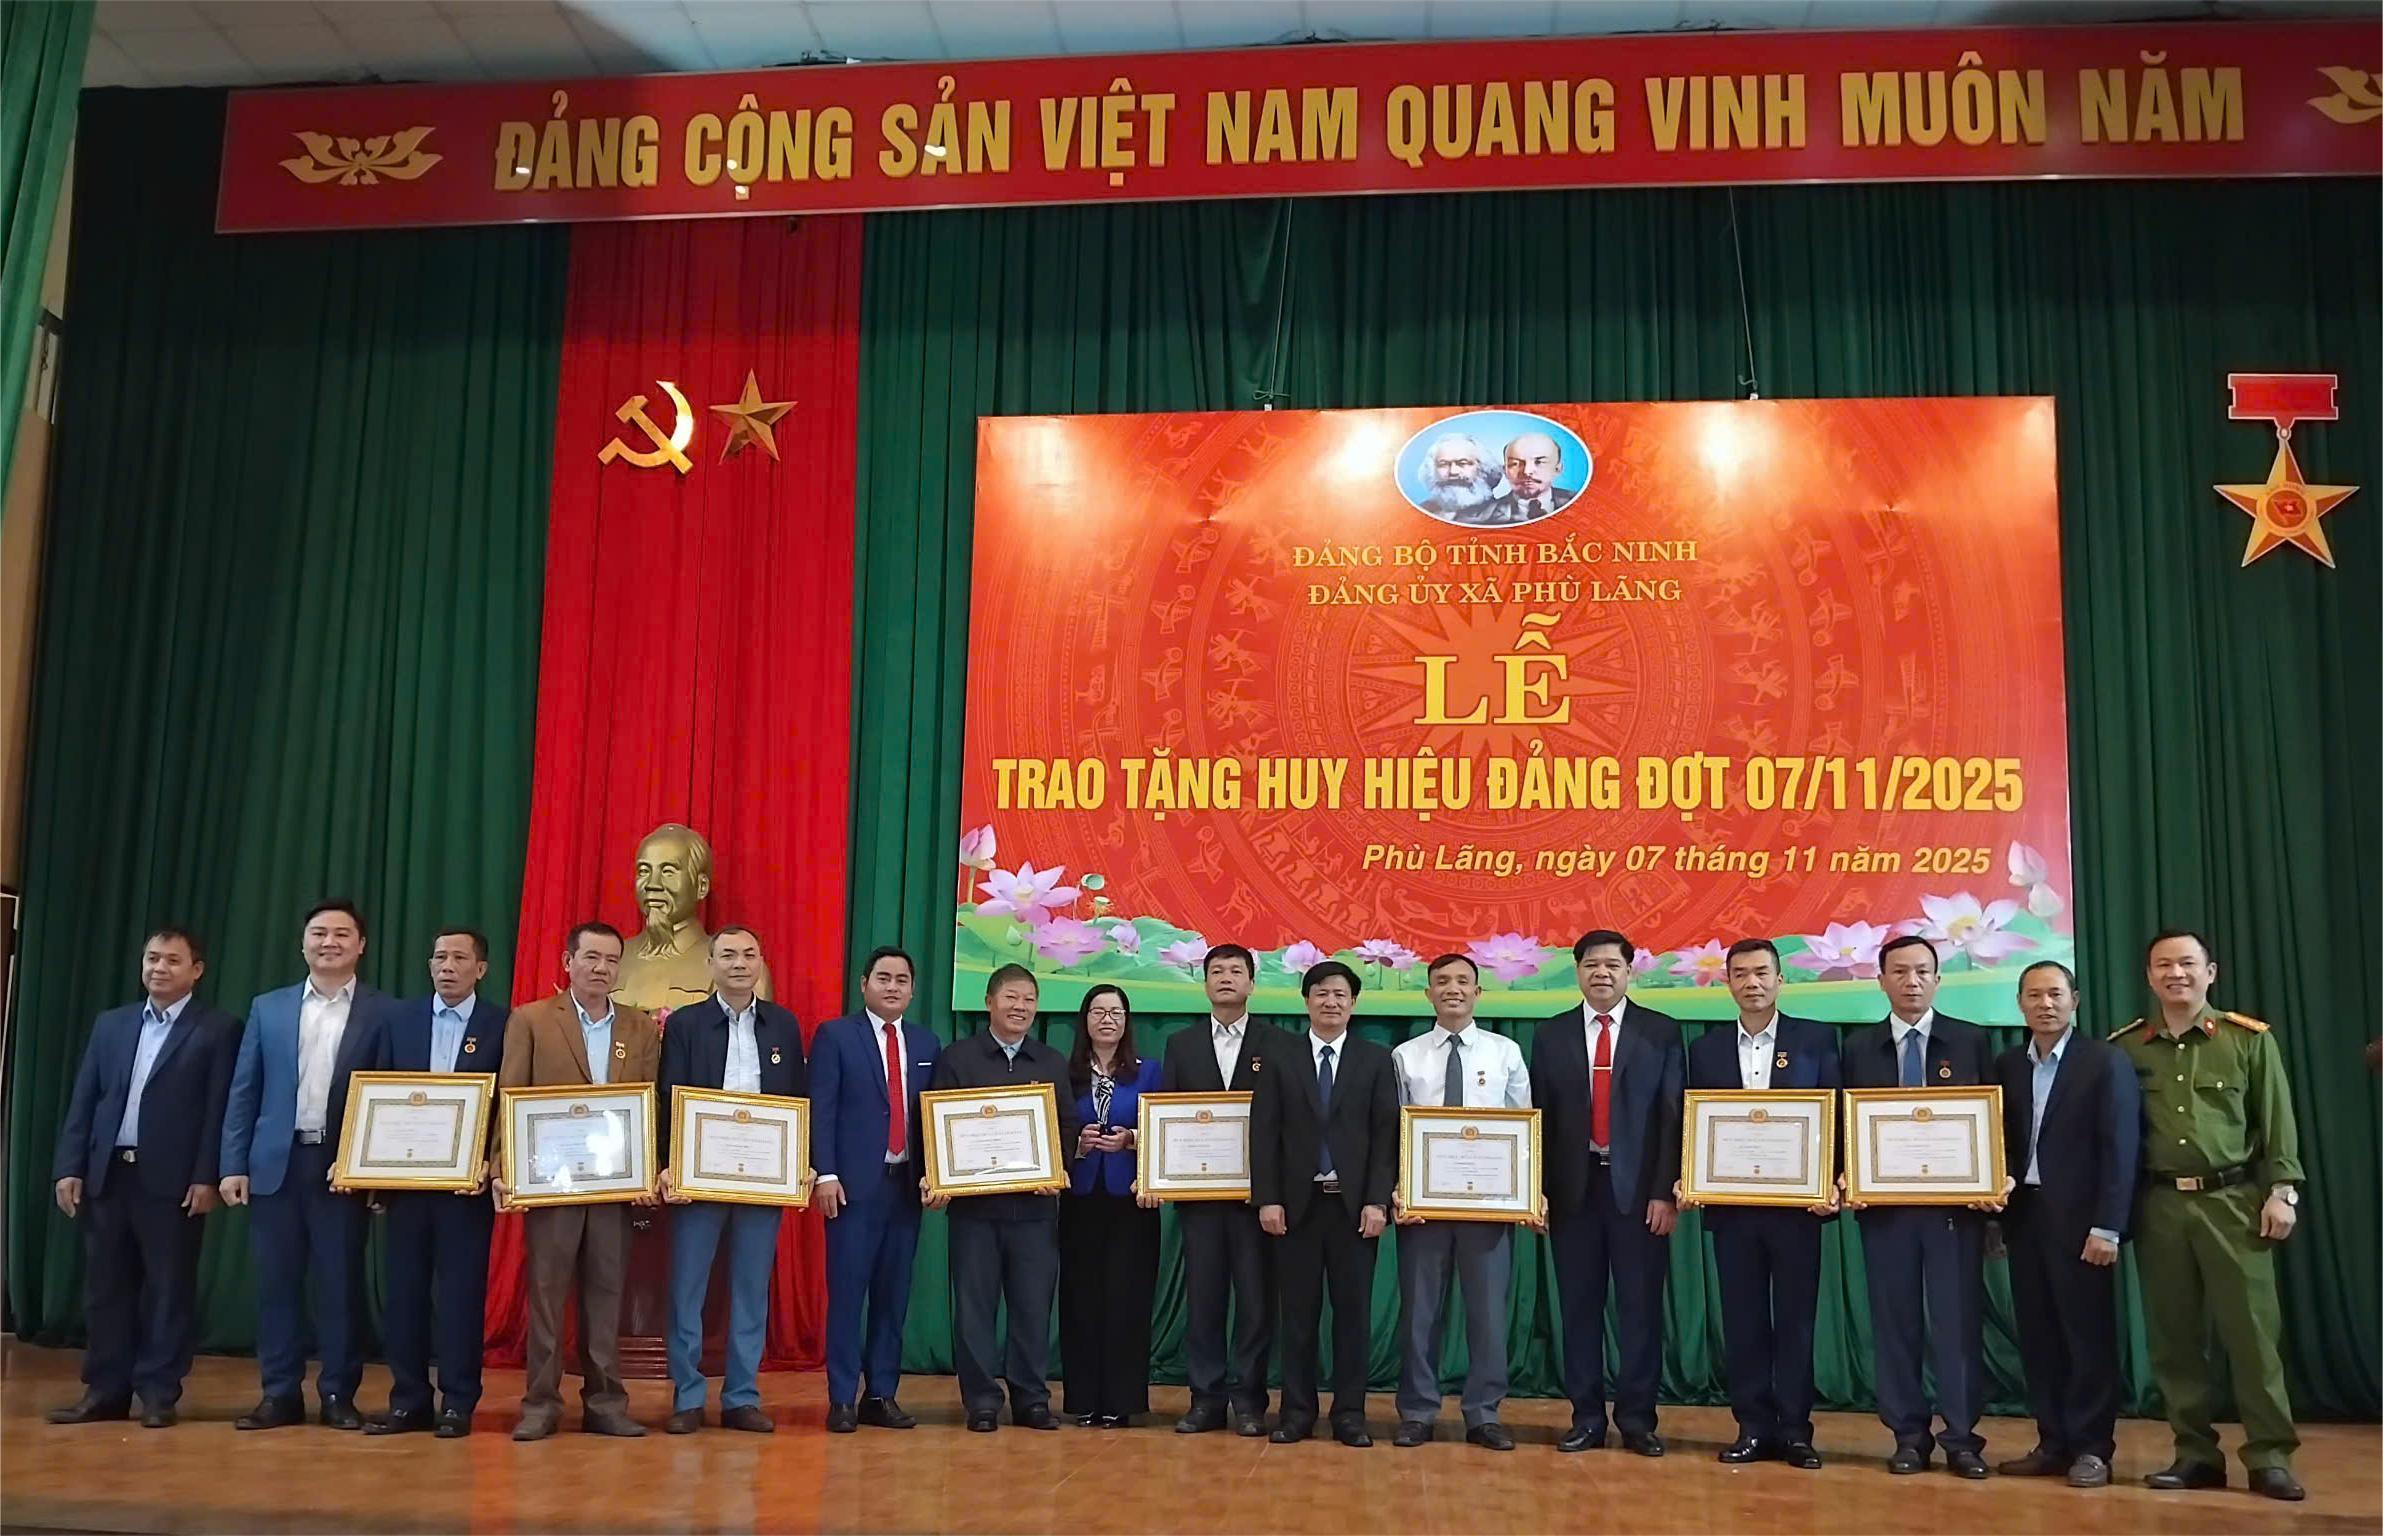 ĐẢNG CỘNG SẢN VIỆT NAM QUANG VINH MUÔN NĂM
ĐẢNG BỘ TỈNH BẮC NINH
ĐẢNG ỦY XÃ PHÙ LÃNG
LỄ
TRAO TẶNG HUY HIỆU ĐẢNG ĐỢT 07/11/2025
Phù Lãng, ngày 07 tháng 11 năm 2025